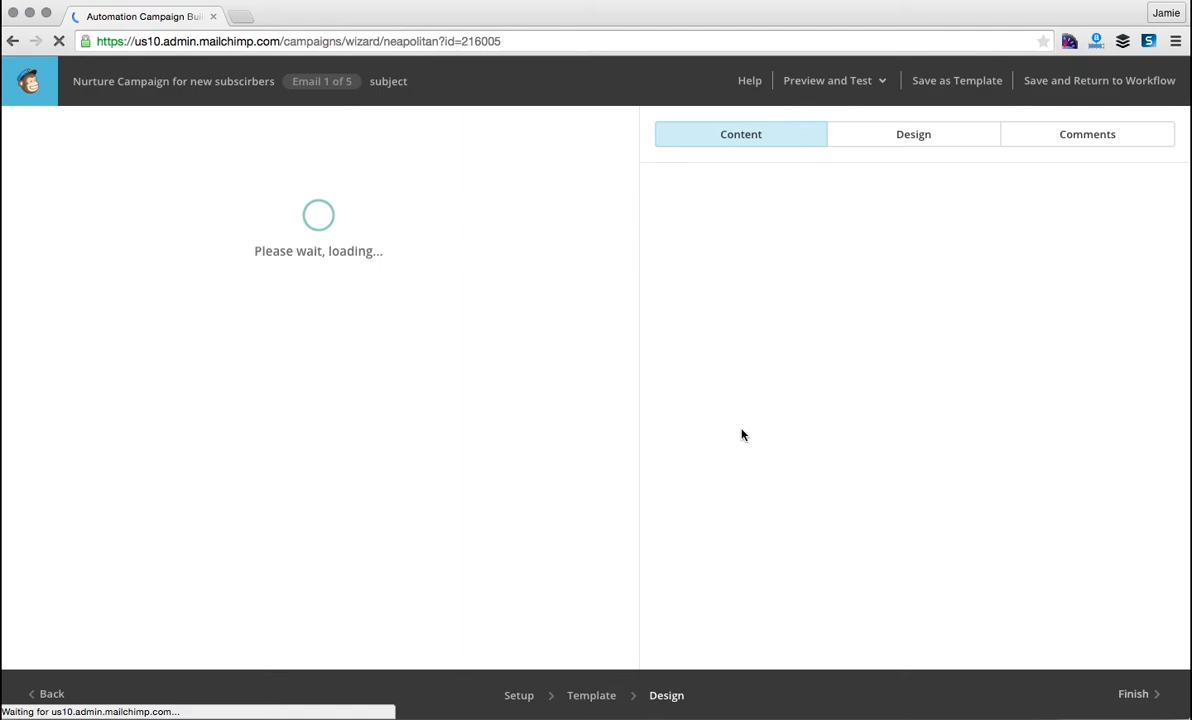 Automation Campaign Bui
Jamie
https://us10.admin.mailchimp.com/campaigns/wizard/neapolitan?id=216005
Nurture Campaign for new subscirbers Email 1 of 5 subject
Help Preview and Test Save as Template Save and Return to Workflow
Content Design Comments
Please wait, loading...
Back Setup Template Design Finish
Waiting for us10.admin.mailchimp.com...